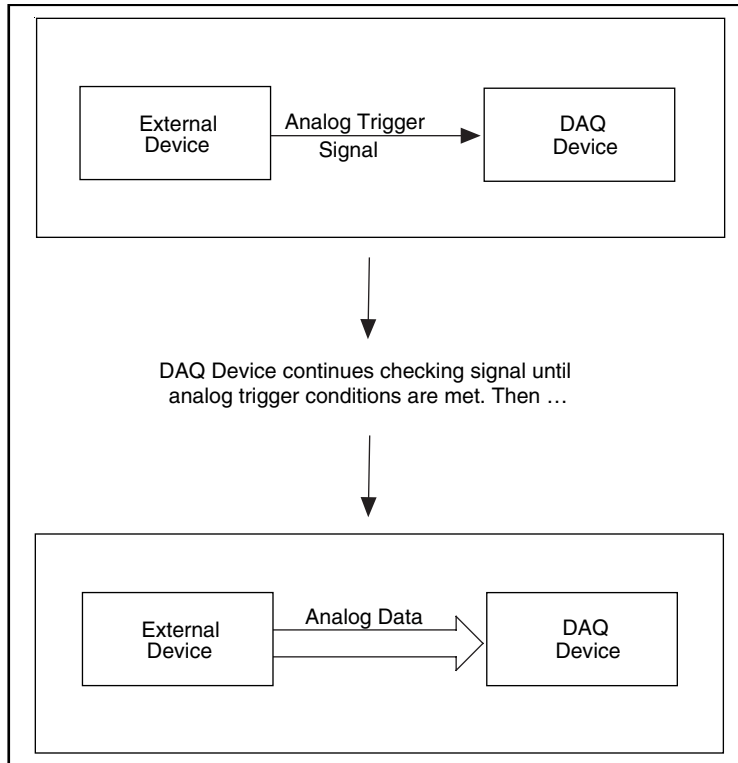 External
Device
Analog Trigger
Signal
DAQ
Device
DAQ Device continues checking signal until
analog trigger conditions are met. Then …
External
Device
Analog Data
DAQ
Device